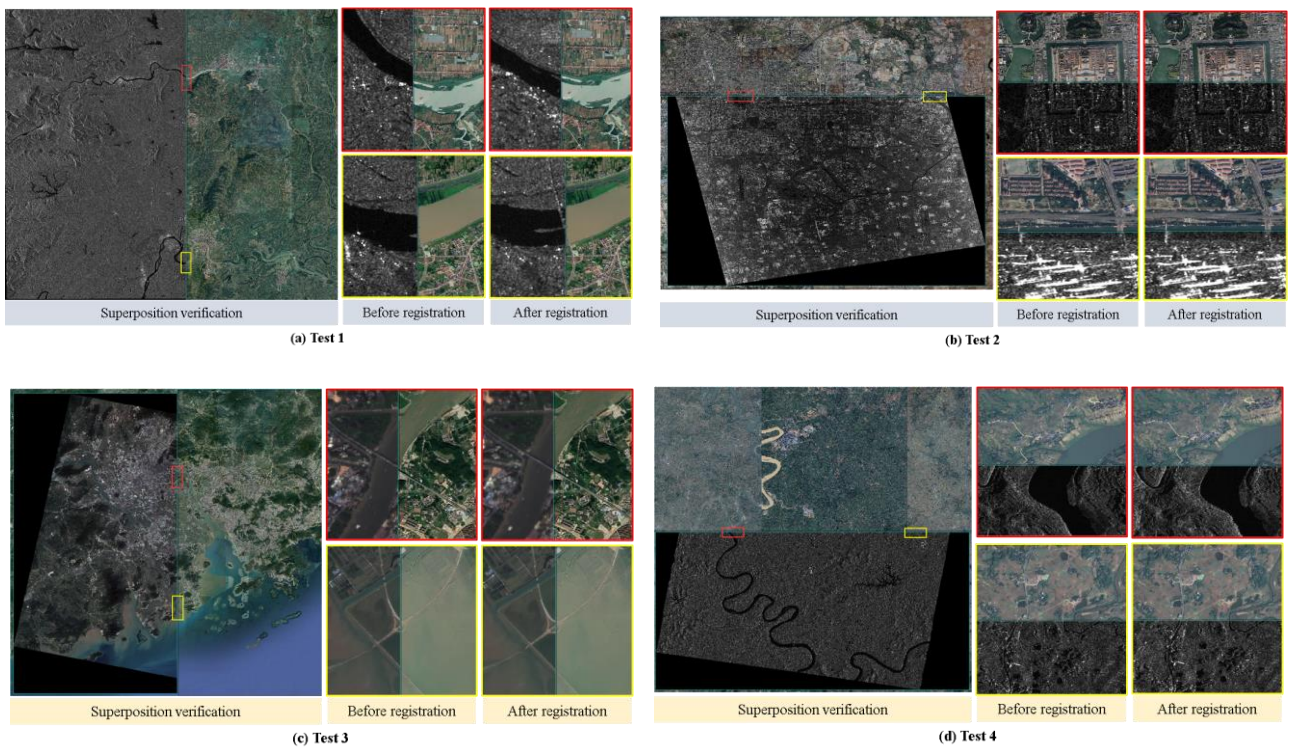 Superposition verification
Before registration
After registration
(a) Test 1
Superposition verification
Before registration
After registration
(b) Test 2
Superposition verification
Before registration
After registration
(c) Test 3
Superposition verification
Before registration
After registration
(d) Test 4